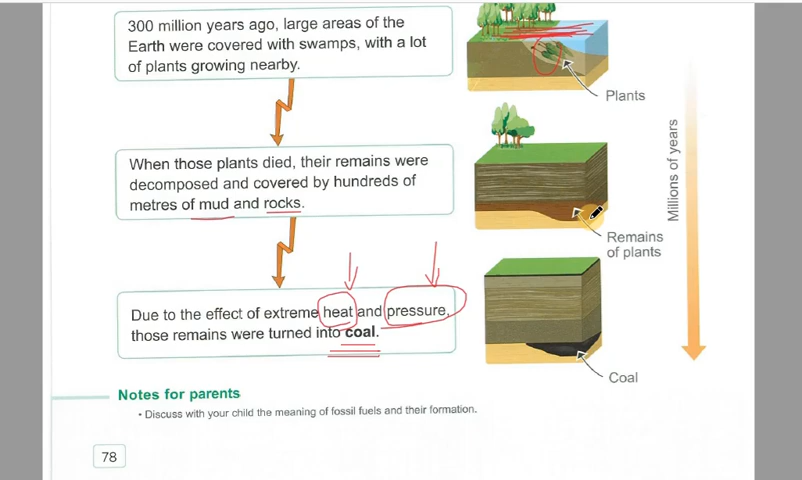 300 million years ago, large areas of the
Earth were covered with swamps, with a lot
of plants growing nearby.
Plants
When those plants died, their remains were
decomposed and covered by hundreds of
metres of mud and rocks.
Remains
of plants
Millions of years
Due to the effect of extreme heat and pressure,
those remains were turned into coal.
Coal
Notes for parents
• Discuss with your child the meaning of fossil fuels and their formation.
78